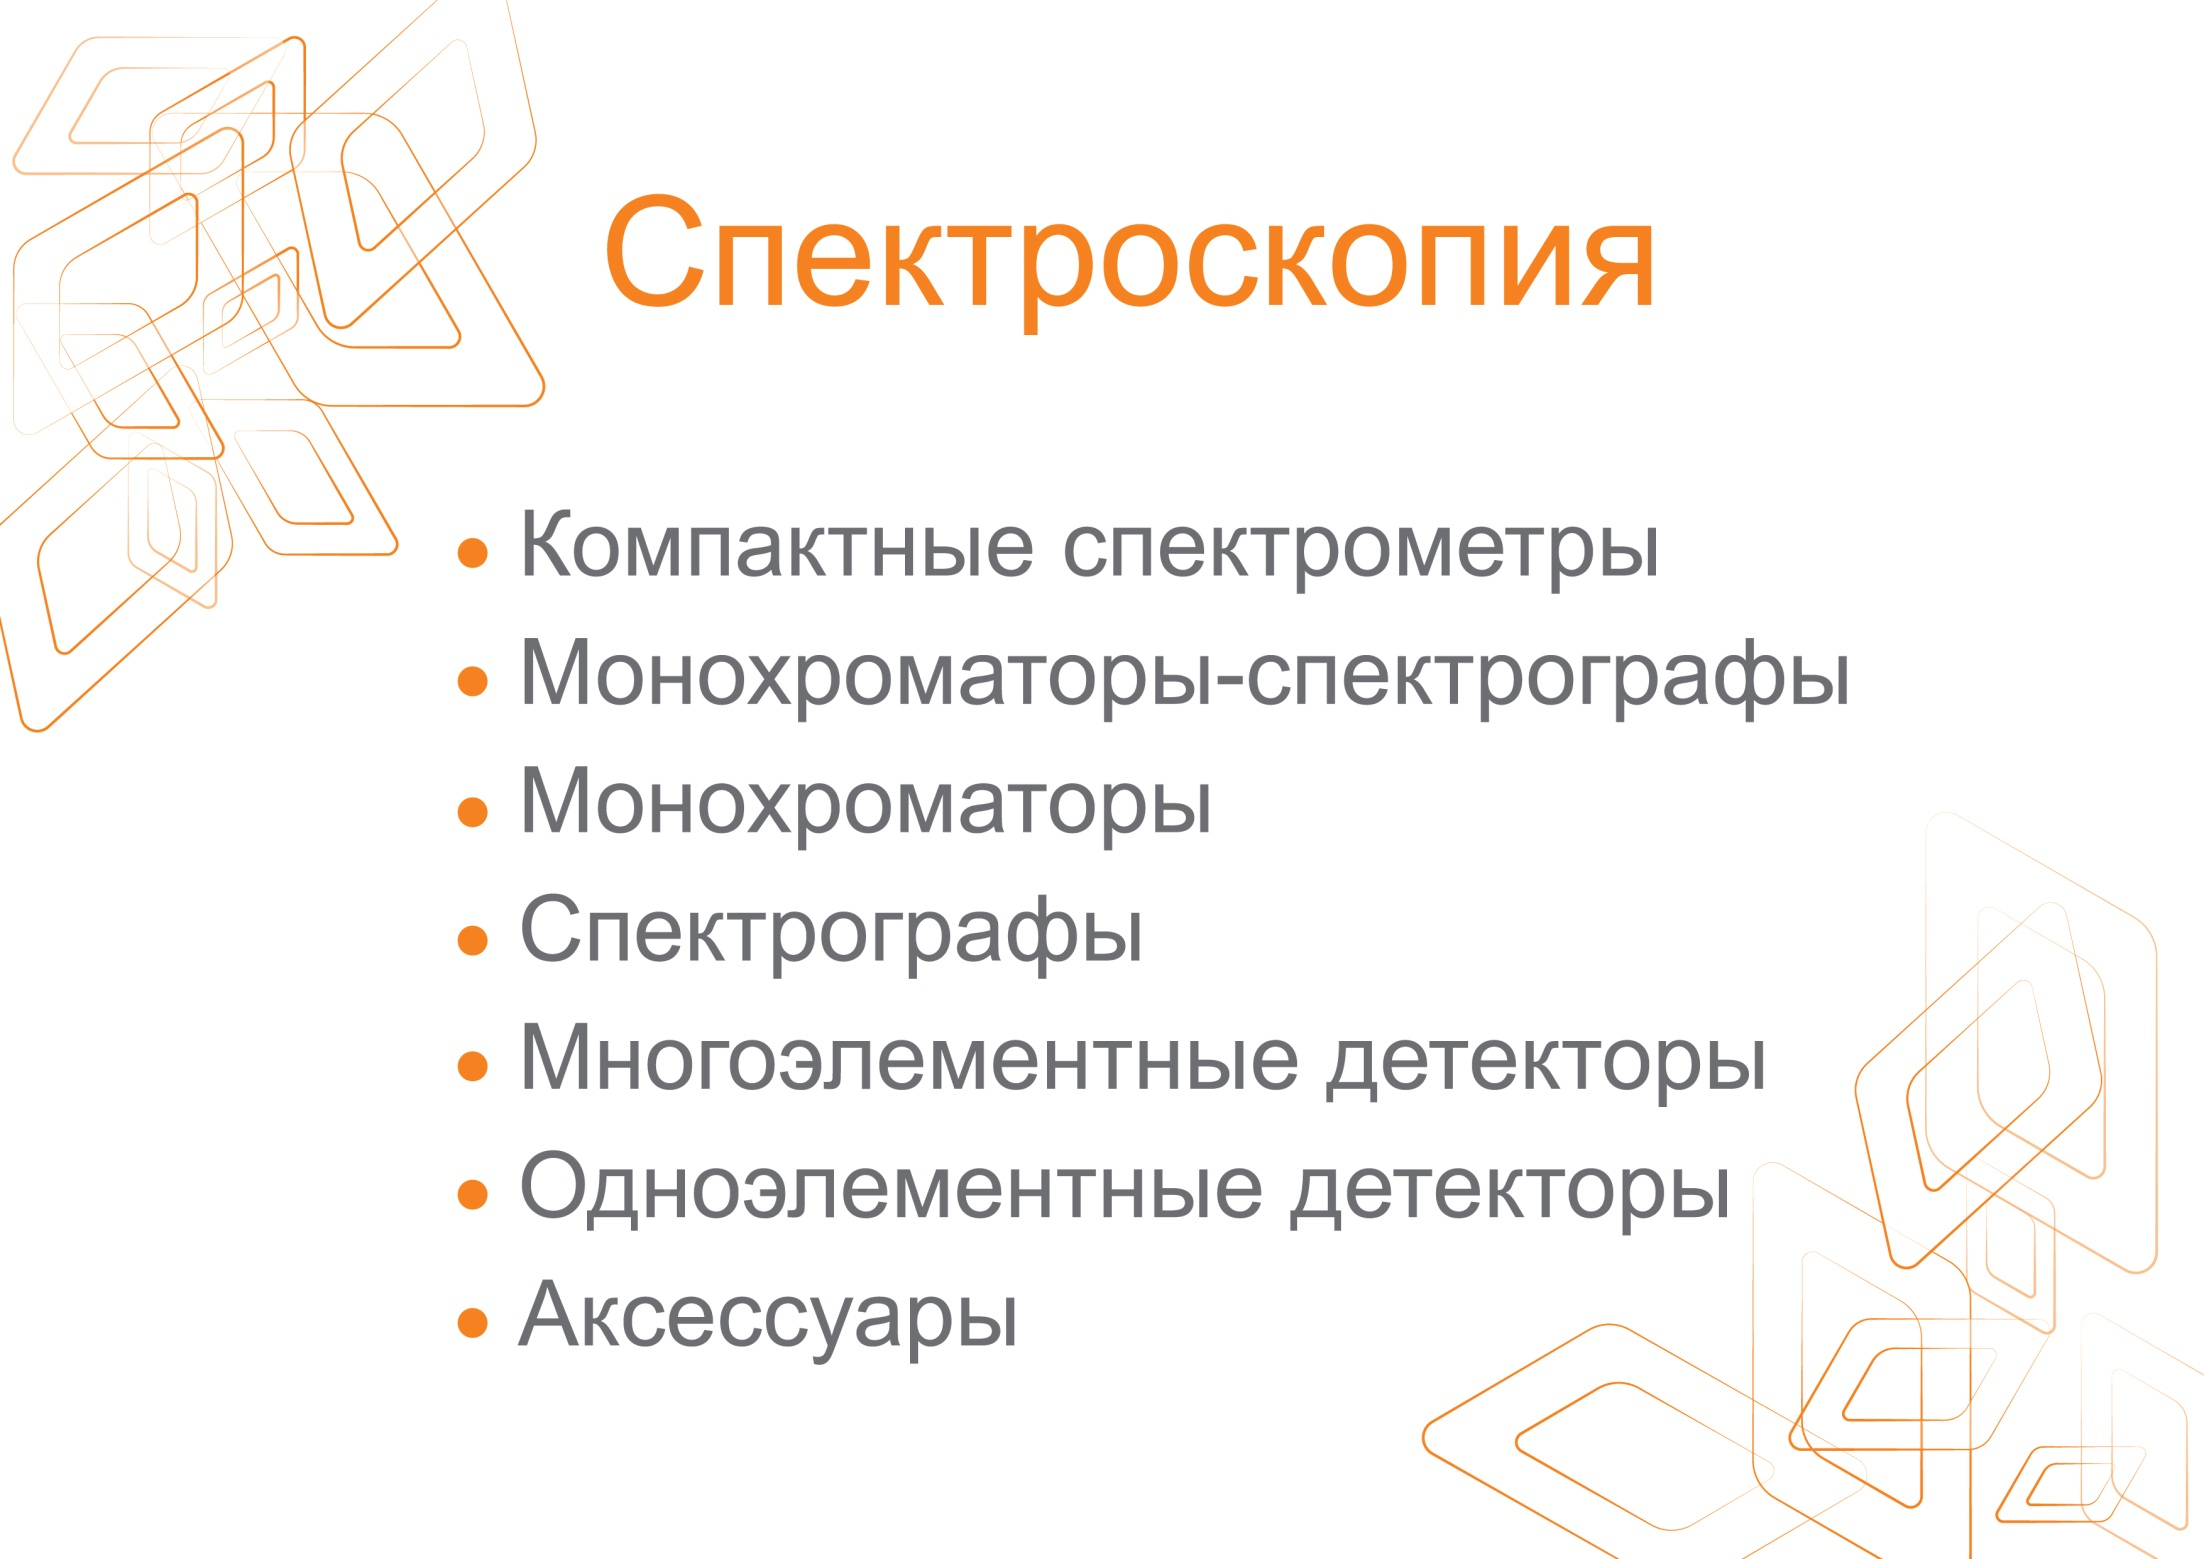 Спектроскопия
• Компактные спектрометры
• Монохроматоры-спектрографы
• Монохроматоры
• Спектрографы
• Многоэлементные детекторы
• Одноэлементные детекторы
• Аксессуары